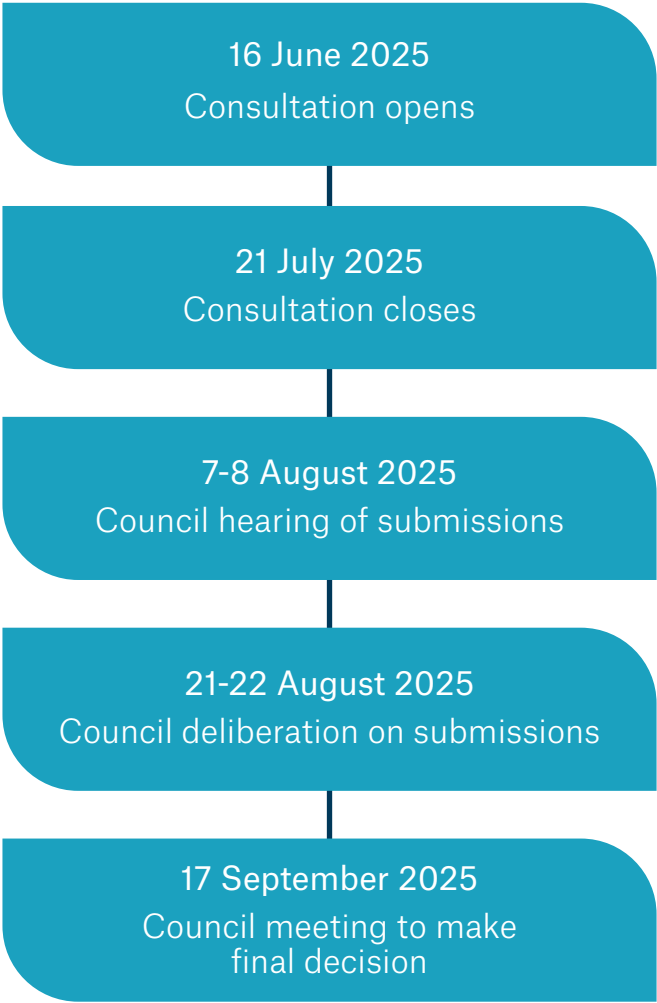 16 June 2025
Consultation opens
21 July 2025
Consultation closes
7-8 August 2025
Council hearing of submissions
21-22 August 2025
Council deliberation on submissions
17 September 2025
Council meeting to make
final decision